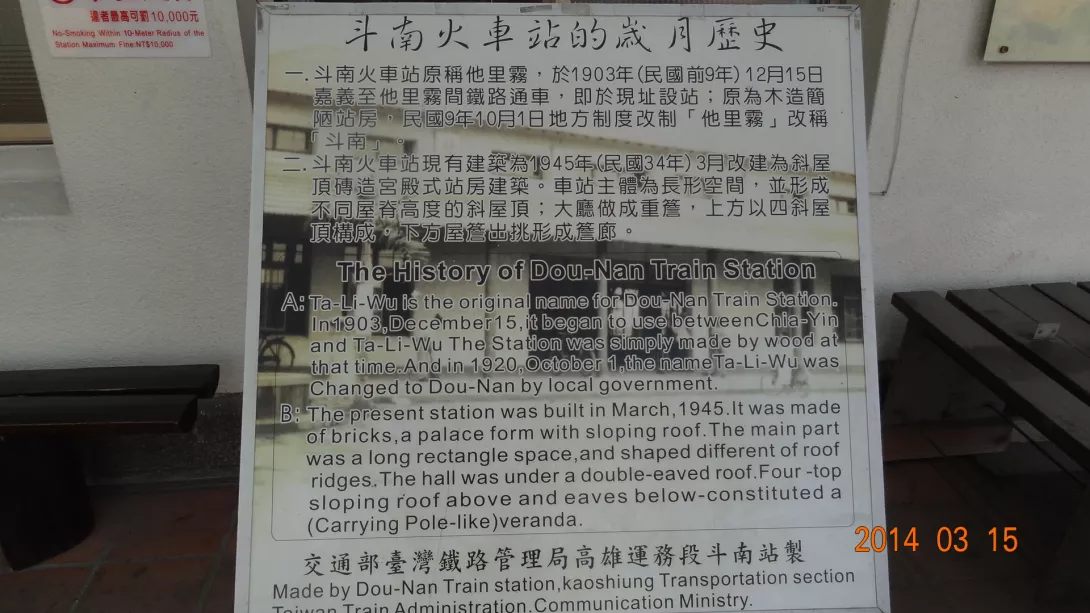 違者最高可罰10,000元
No-Smoking Within 10-Meter Radius of the
Station Maximum Fine:NT$10,000
斗南火車站的歲月歷史
一. 斗南火車站原稱他里霧，於1903年(民國前9年) 12月15日
嘉義至他里霧間鐵路通車，即於現址設站；原為木造簡
陋站房，民國9年10月1日地方制度改制「他里霧」改稱
「斗南」。
二. 斗南火車站現有建築為1945年(民國34年) 3月改建為斜屋
頂磚造宮殿式站房建築。車站主體為長形空間，並形成
不同屋脊高度的斜屋頂；大廳做成重簷，上方以四斜屋
頂構成，下方屋簷出挑形成簷廊。
The History of Dou-Nan Train Station
A: Ta-Li-Wu is the original name for Dou-Nan Train Station.
In1903,December15,it began to use betweenChia-Yin
and Ta-Li-Wu The Station was simply made by wood at
that time.And in 1920,October 1,the name Ta-Li-Wu was
Changed to Dou-Nan by local government.
B: The present station was built in March,1945.It was made
of bricks,a palace form with sloping roof.The main part
was a long rectangle space,and shaped different of roof
ridges.The hall was under a double-eaved roof.Four -top
sloping roof above and eaves below-constituted a
(Carrying Pole-like)veranda.
交通部臺灣鐵路管理局高雄運務段斗南站製
Made by Dou-Nan Train station,kaoshiung Transportation section
Taiwan Train Administration,Communication Ministry.
2014 03 15